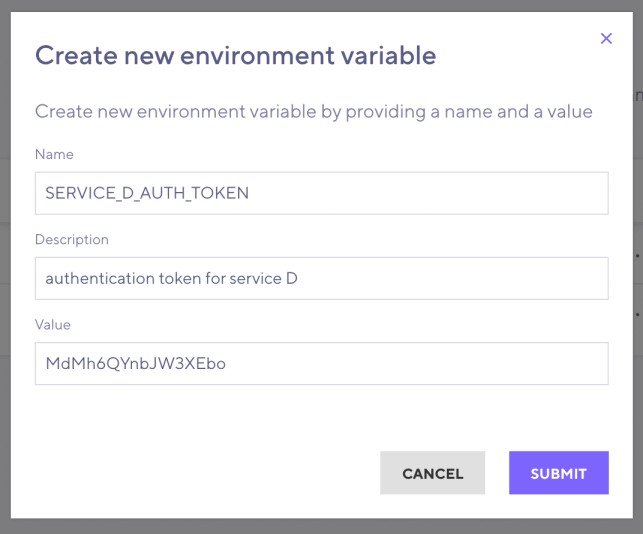 Create new environment variable
Create new environment variable by providing a name and a value
Name
SERVICE_D_AUTH_TOKEN
Description
authentication token for service D
Value
MdMh6QYnbJW3XEbo
CANCEL SUBMIT